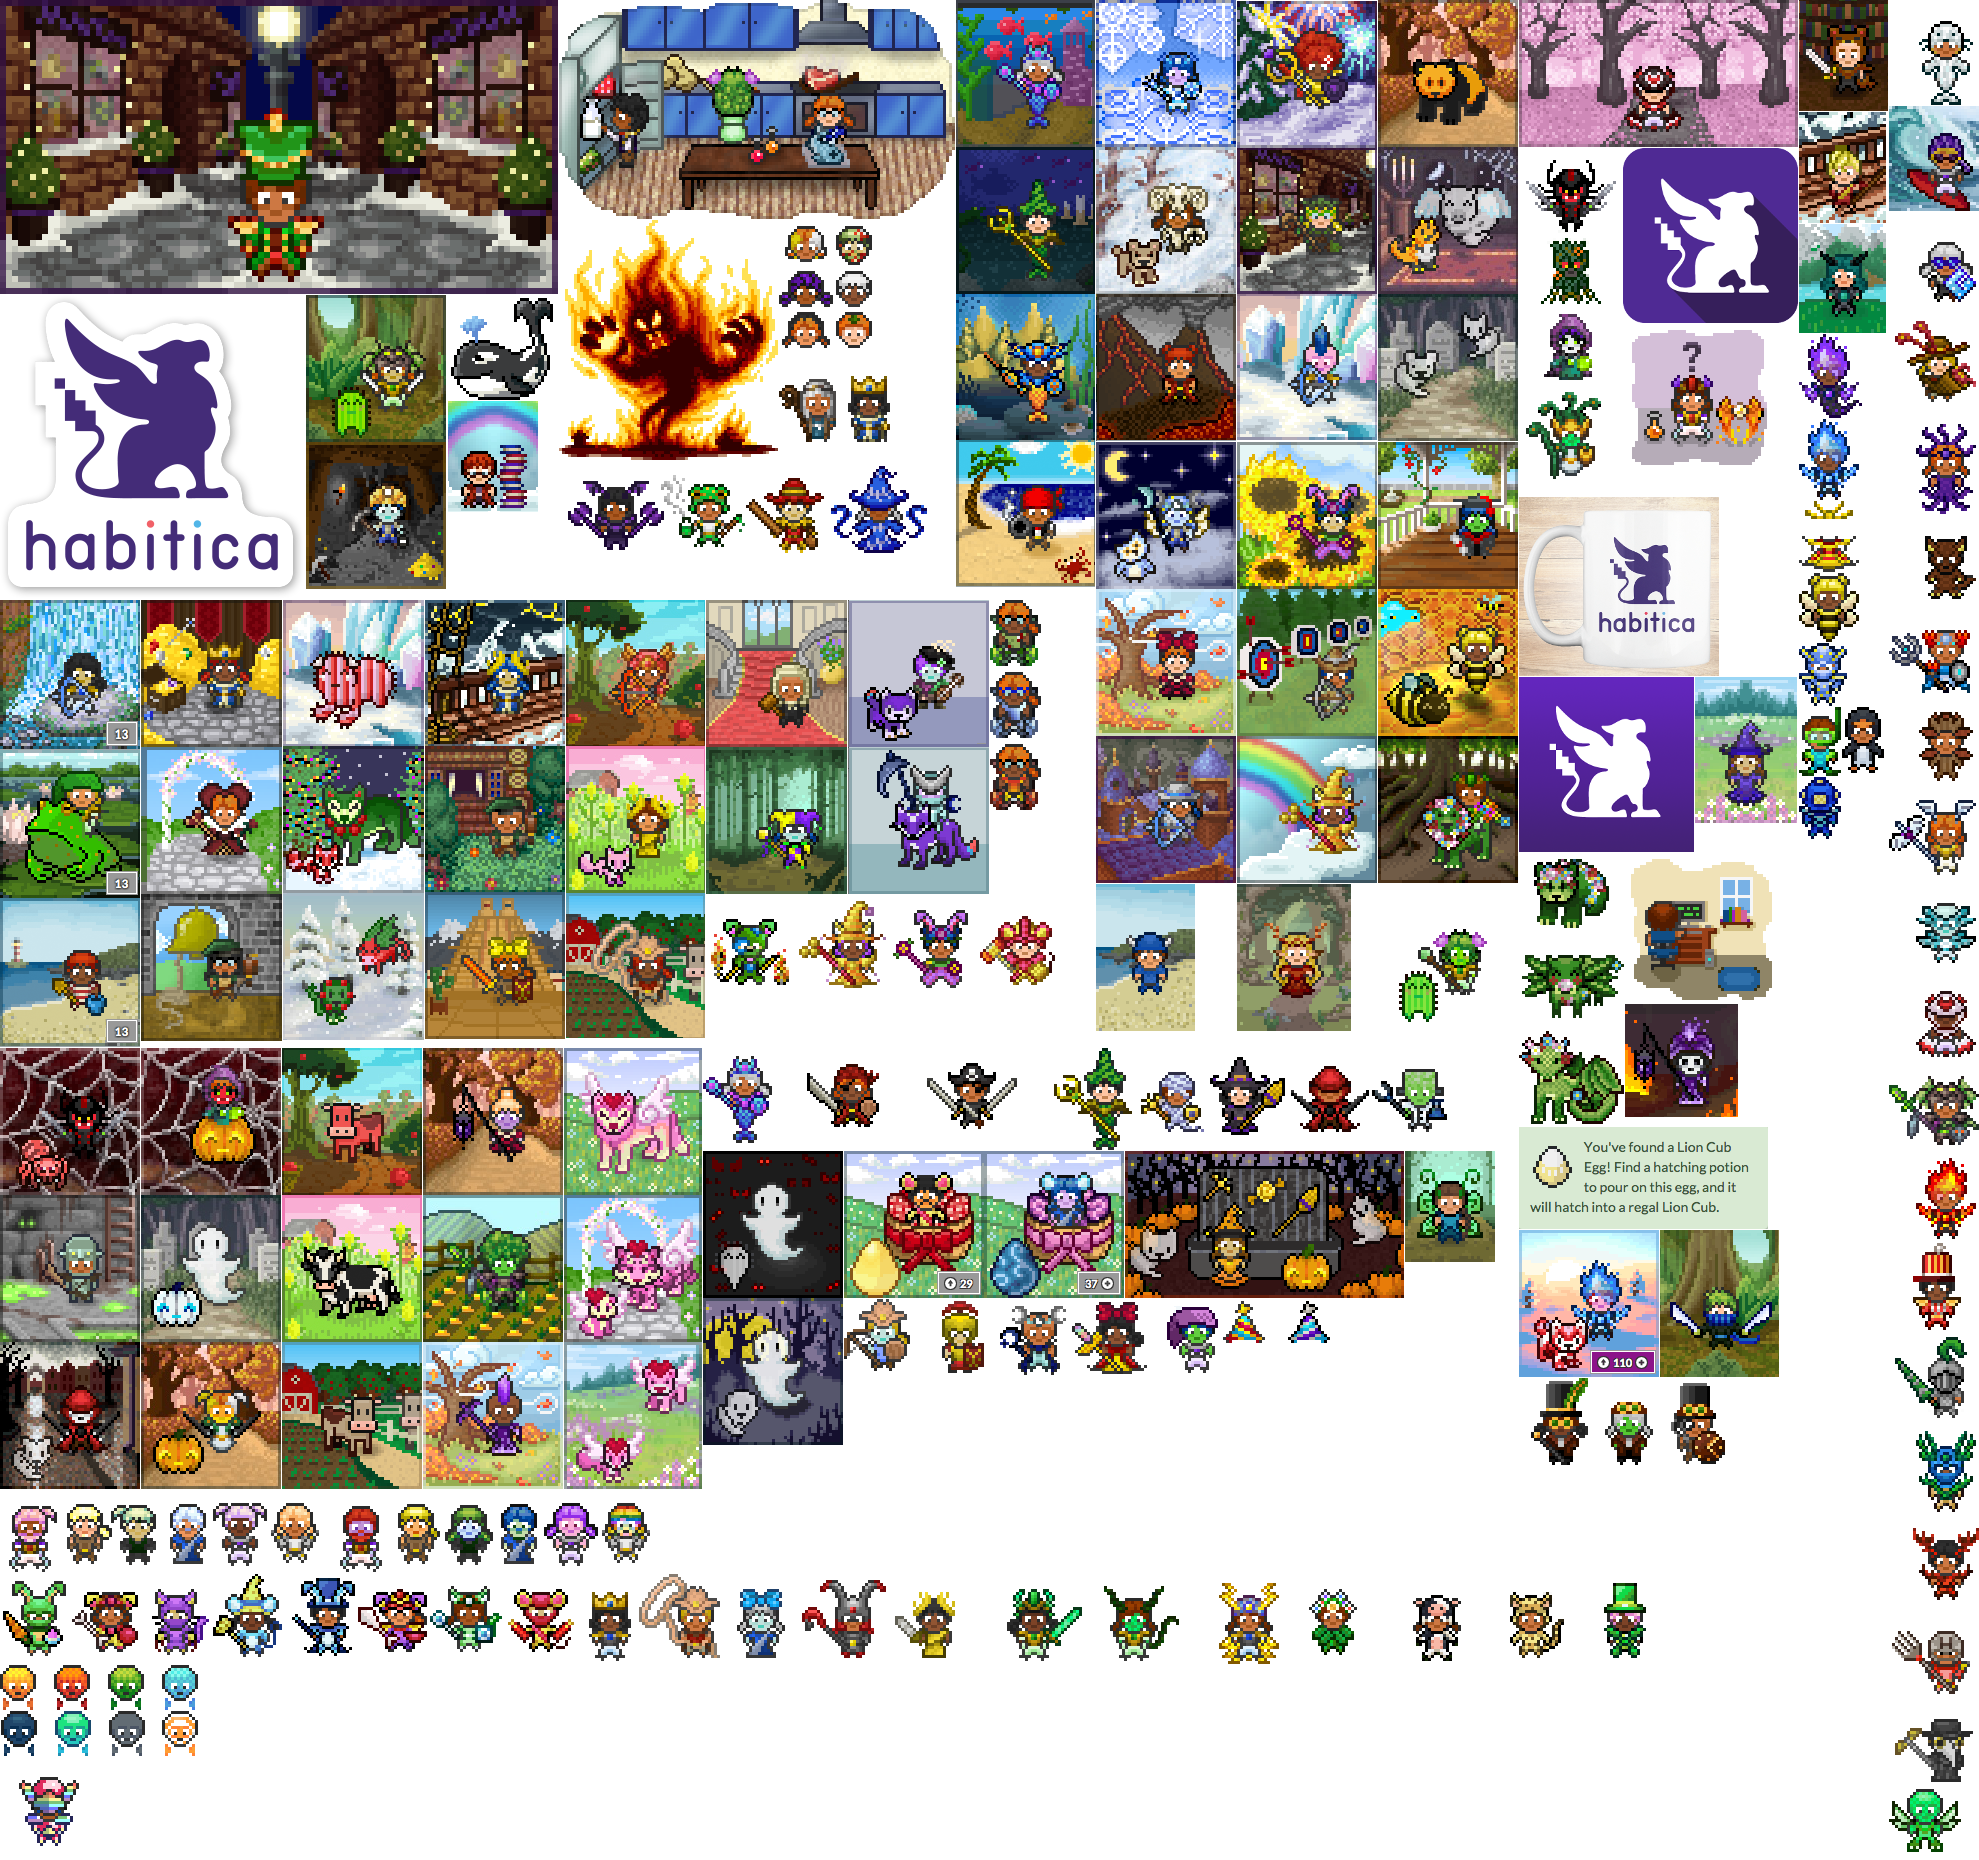 habitica
13
13
13
?
habitica
You've found a Lion Cub
Egg! Find a hatching potion
to pour on this egg, and it
will hatch into a regal Lion Cub.
29
37
110
H